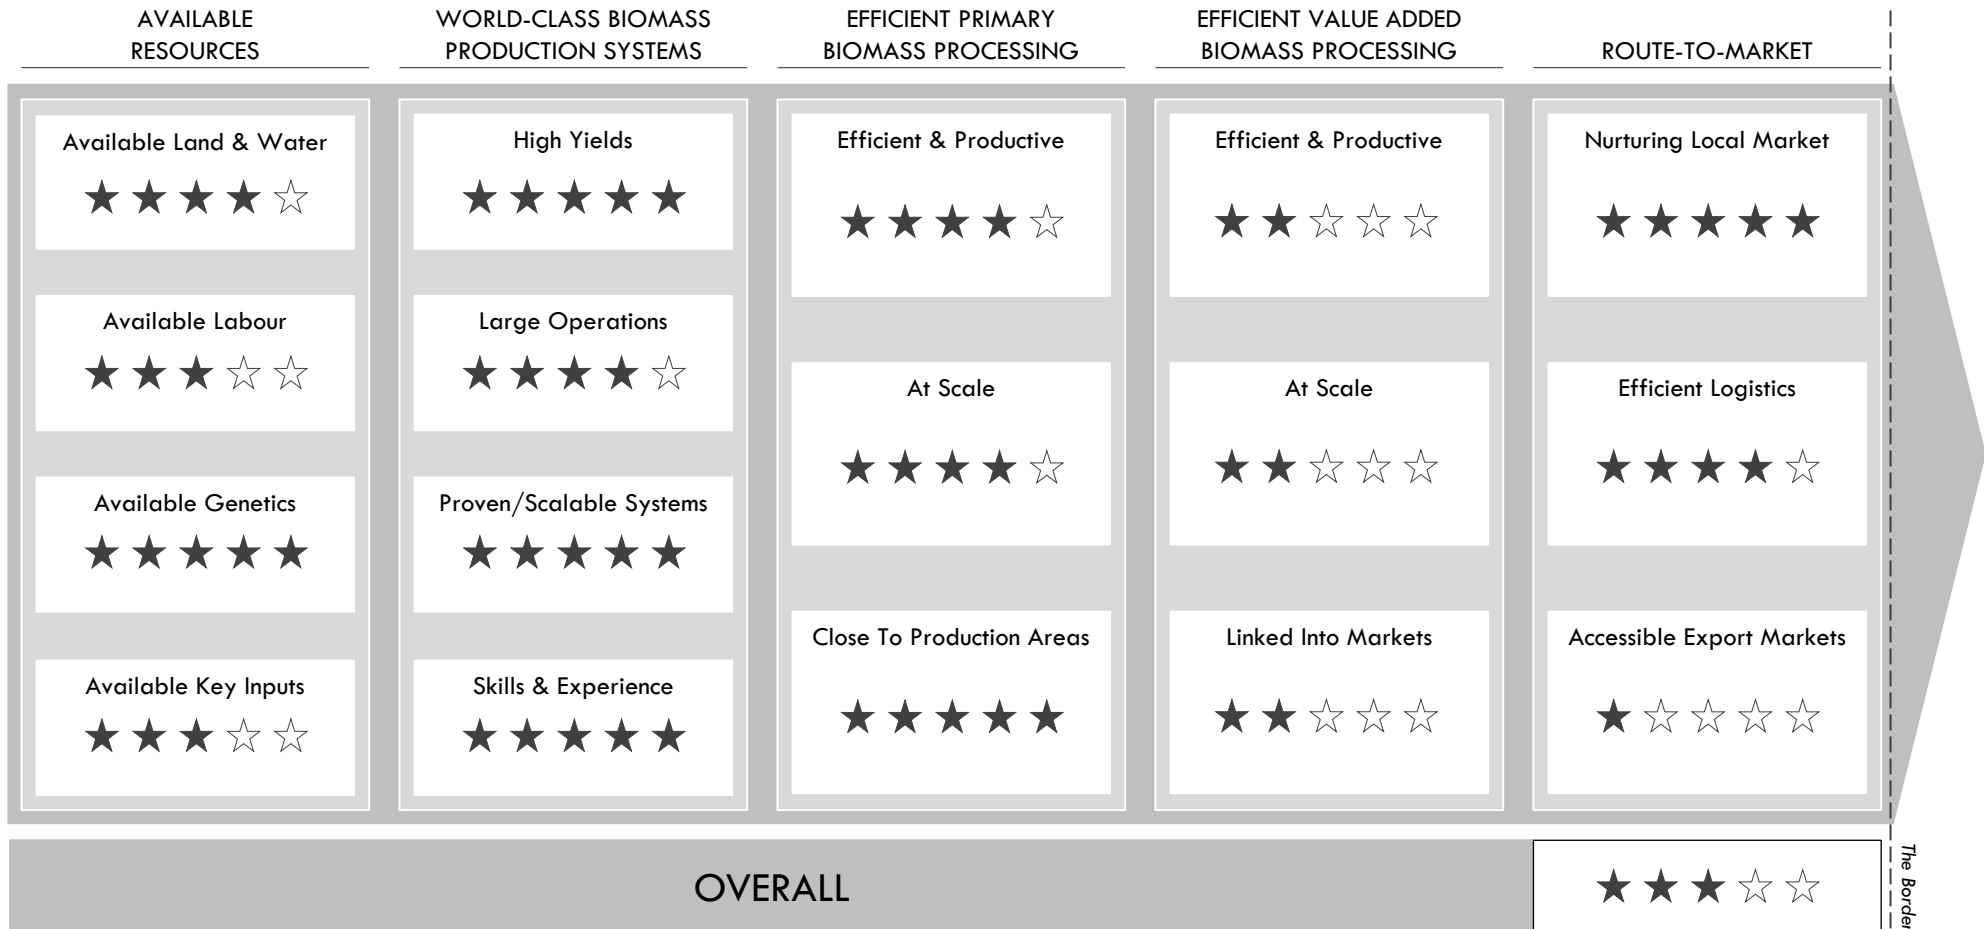 AVAILABLE
RESOURCES
WORLD-CLASS BIOMASS
PRODUCTION SYSTEMS
EFFICIENT PRIMARY
BIOMASS PROCESSING
EFFICIENT VALUE ADDED
BIOMASS PROCESSING
ROUTE-TO-MARKET
Available Land & Water
★ ★ ★ ★ ☆
Available Labour
★ ★ ★ ☆ ☆
Available Genetics
★ ★ ★ ★ ★
Available Key Inputs
★ ★ ★ ☆ ☆
High Yields
★ ★ ★ ★ ★
Large Operations
★ ★ ★ ★ ☆
Proven/Scalable Systems
★ ★ ★ ★ ★
Skills & Experience
★ ★ ★ ★ ★
Efficient & Productive
★ ★ ★ ★ ☆
At Scale
★ ★ ★ ★ ☆
Close To Production Areas
★ ★ ★ ★ ★
Efficient & Productive
★ ★ ☆ ☆ ☆
At Scale
★ ★ ☆ ☆ ☆
Linked Into Markets
★ ★ ☆ ☆ ☆
Nurturing Local Market
★ ★ ★ ★ ★
Efficient Logistics
★ ★ ★ ★ ☆
Accessible Export Markets
★ ☆ ☆ ☆ ☆
OVERALL
★ ★ ★ ☆ ☆
The Border